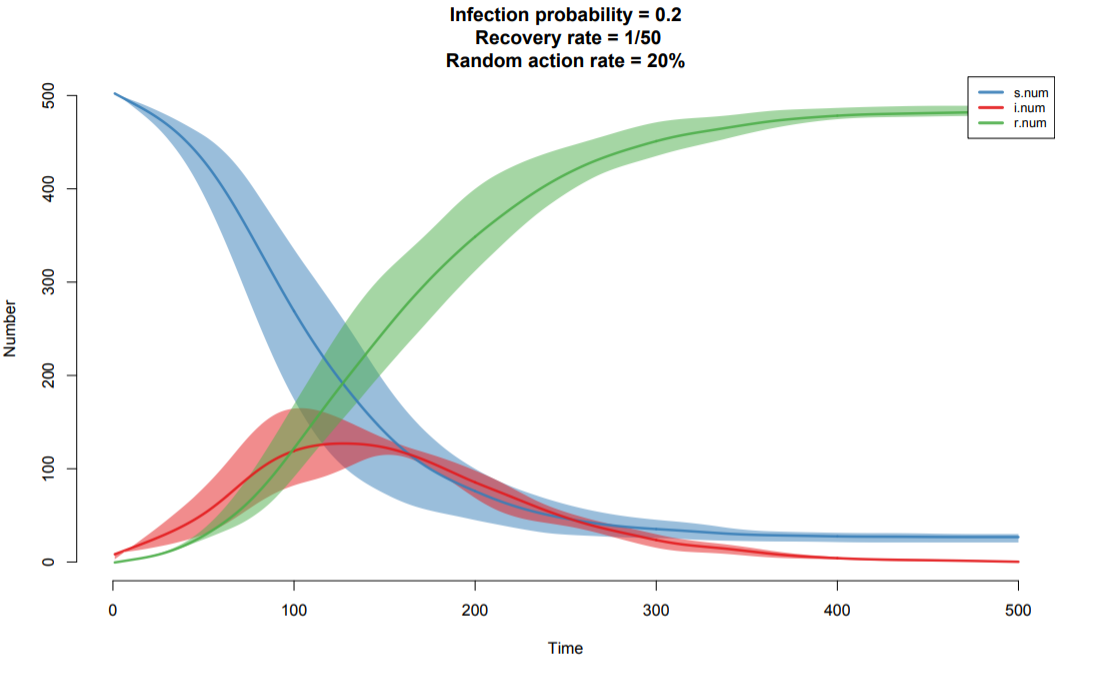 Infection probability = 0.2
Recovery rate = 1/50
Random action rate = 20%
s.num
i.num
r.num
Number
500
400
300
200
100
0
0 100 200 300 400 500
Time